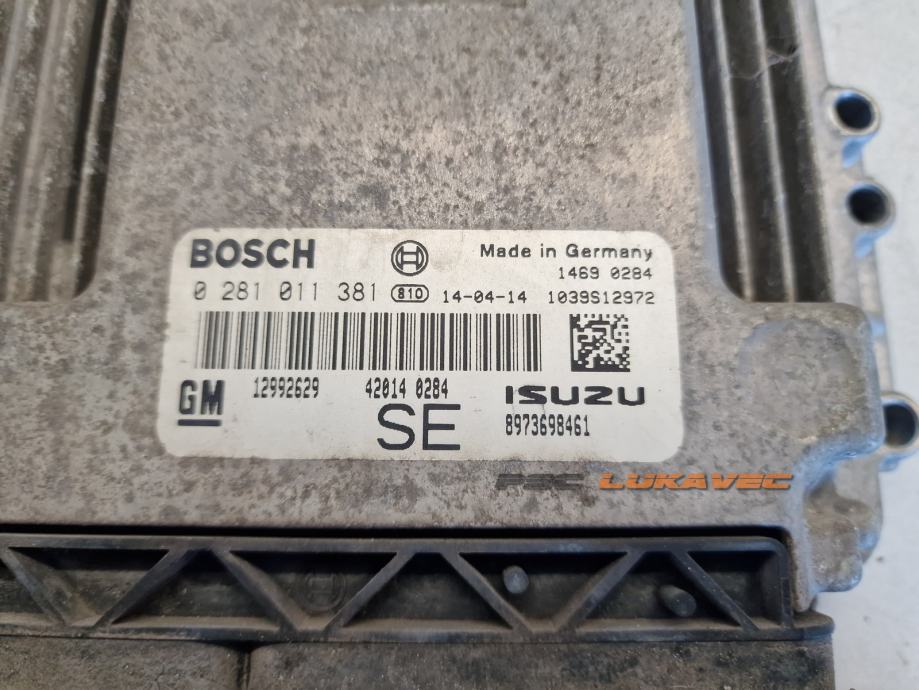 BOSCH Made in Germany
1469 0284
0 281 011 381 810 14-04-14 1039S12972
GM 12992629 42014 0284 ISUZU
SE 8973698461
PSC LUKAVEC